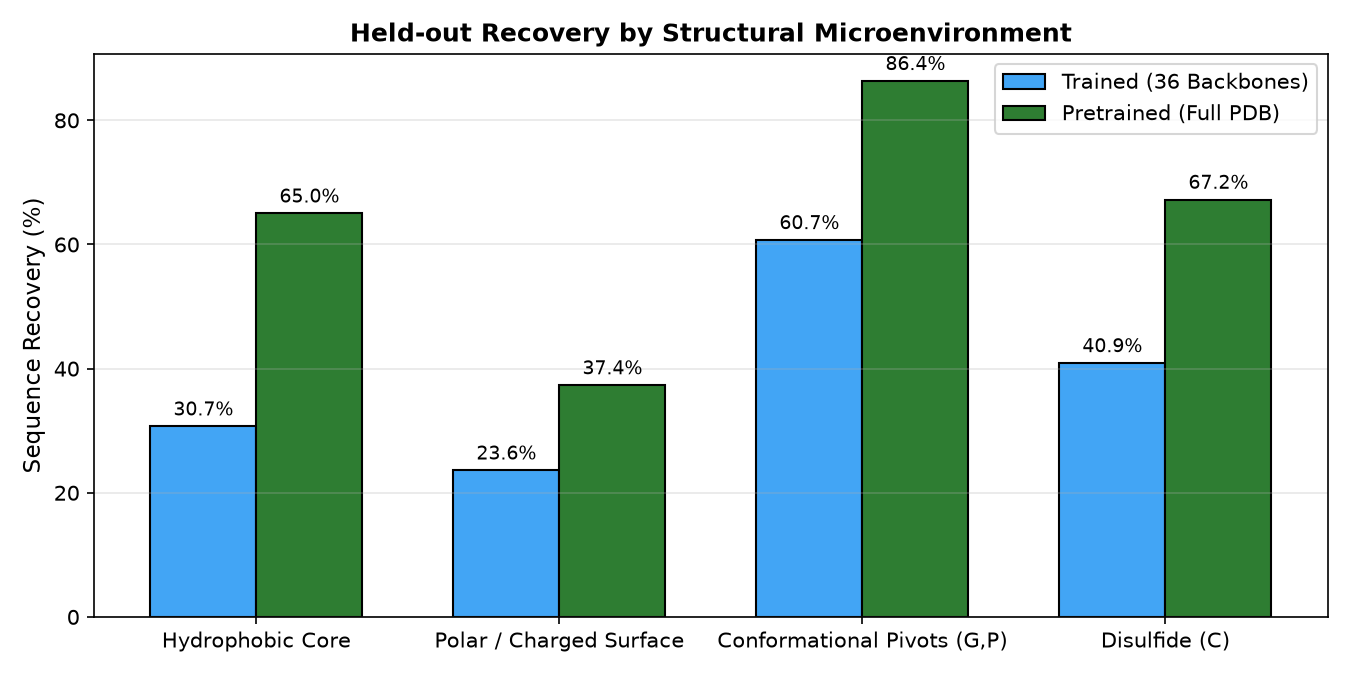 Held-out Recovery by Structural Microenvironment
Sequence Recovery (%)
80
60
40
20
0
Trained (36 Backbones)
Pretrained (Full PDB)
30.7%
65.0%
23.6%
37.4%
60.7%
86.4%
40.9%
67.2%
Hydrophobic Core
Polar / Charged Surface
Conformational Pivots (G,P)
Disulfide (C)